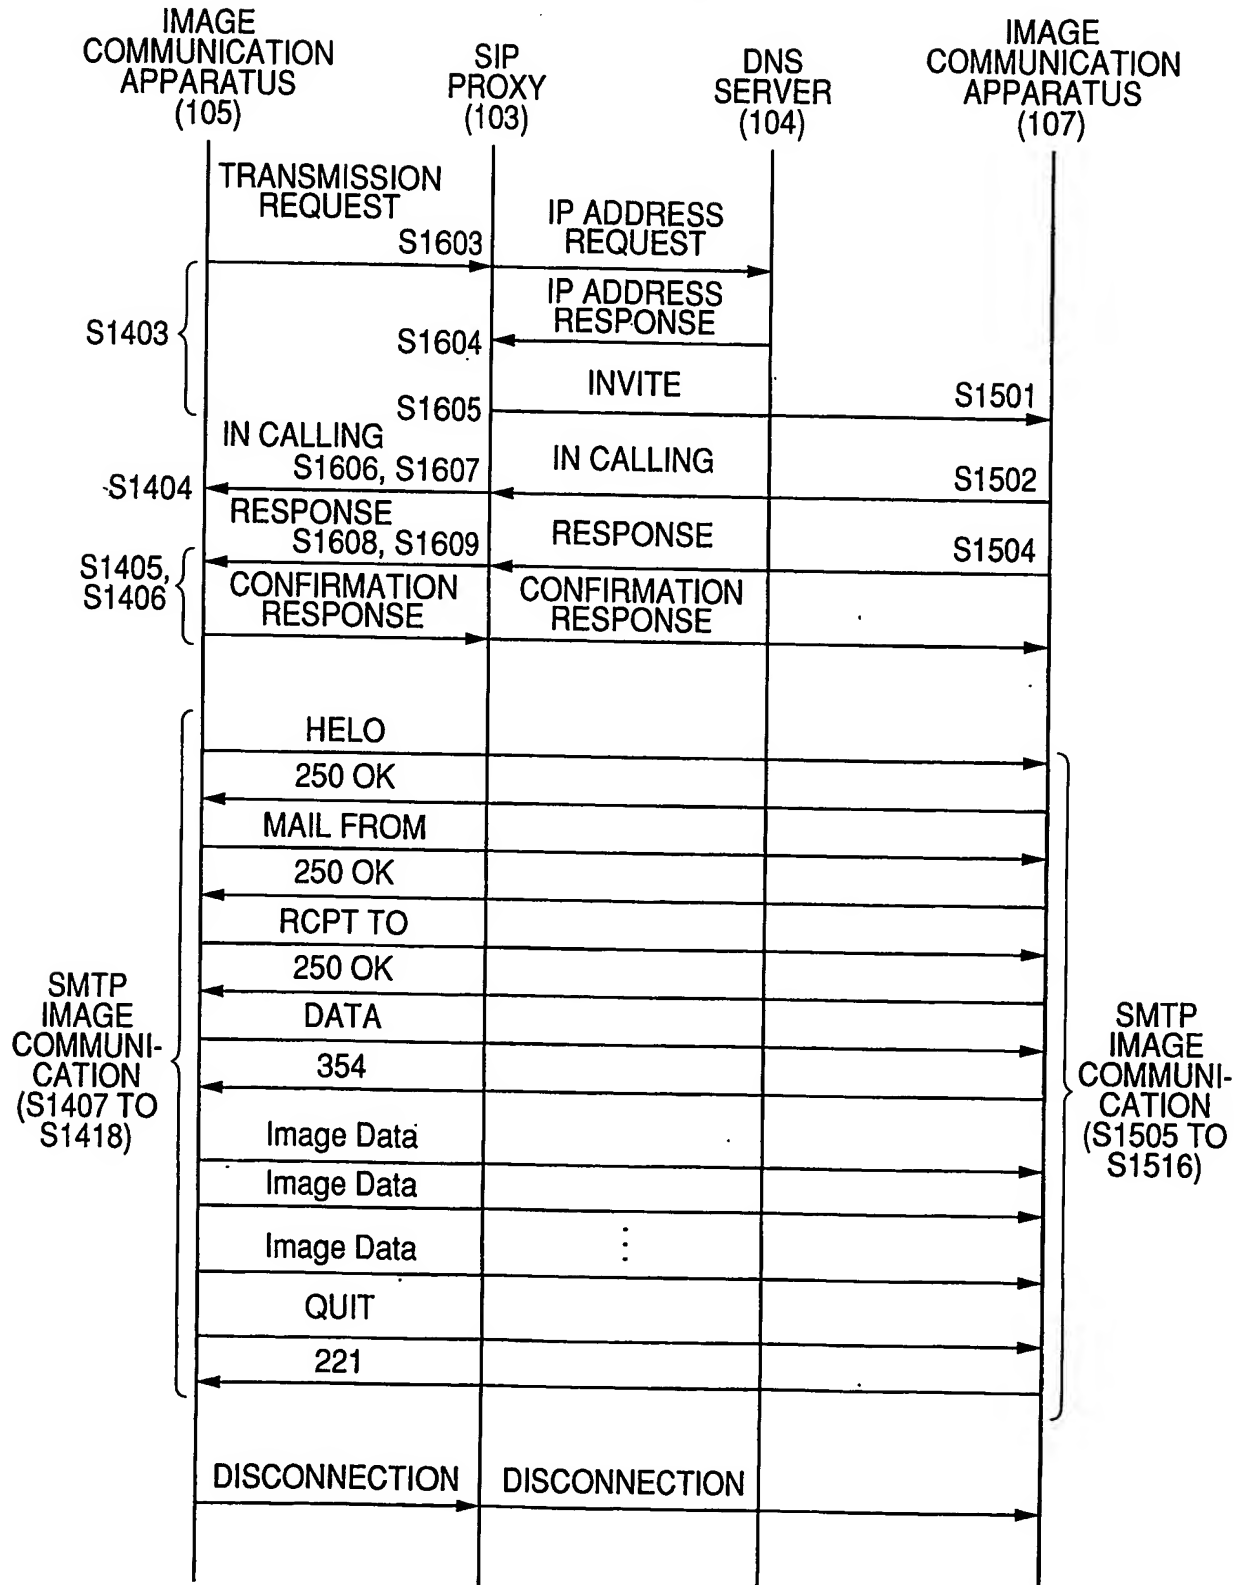 IMAGE
COMMUNICATION
APPARATUS
(105)
SIP
PROXY
(103)
DNS
SERVER
(104)
IMAGE
COMMUNICATION
APPARATUS
(107)
TRANSMISSION
REQUEST
S1603
IP ADDRESS
REQUEST
S1403
IP ADDRESS
RESPONSE
S1604
INVITE
S1605
S1501
IN CALLING
S1606, S1607
IN CALLING
S1502
S1404
RESPONSE
S1608, S1609
RESPONSE
S1504
S1405,
S1406
CONFIRMATION
RESPONSE
CONFIRMATION
RESPONSE
HELO
250 OK
MAIL FROM
250 OK
RCPT TO
250 OK
DATA
354
SMTP
IMAGE
COMMUNI-
CATION
(S1407 TO
S1418)
SMTP
IMAGE
COMMUNI-
CATION
(S1505 TO
S1516)
Image Data
Image Data
Image Data
QUIT
221
DISCONNECTION
DISCONNECTION